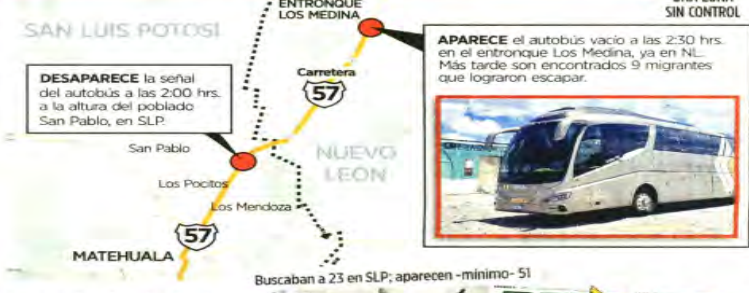 SIN CONTROL
ENTRONQUE
LOS MEDINA
SAN LUIS POTOSÍ
APARECE el autobús vacío a las 2:30 hrs.
en el entronque Los Medina, ya en NL.
Más tarde son encontrados 9 migrantes
que lograron escapar.
DESAPARECE la señal
del autobús a las 2:00 hrs.
a la altura del poblado
San Pablo, en SLP.
Carretera
57
San Pablo
NUEVO
LEÓN
Los Pocitos
Los Mendoza
57
MATEHUALA
Buscaban a 23 en SLP; aparecen -mínimo- 51